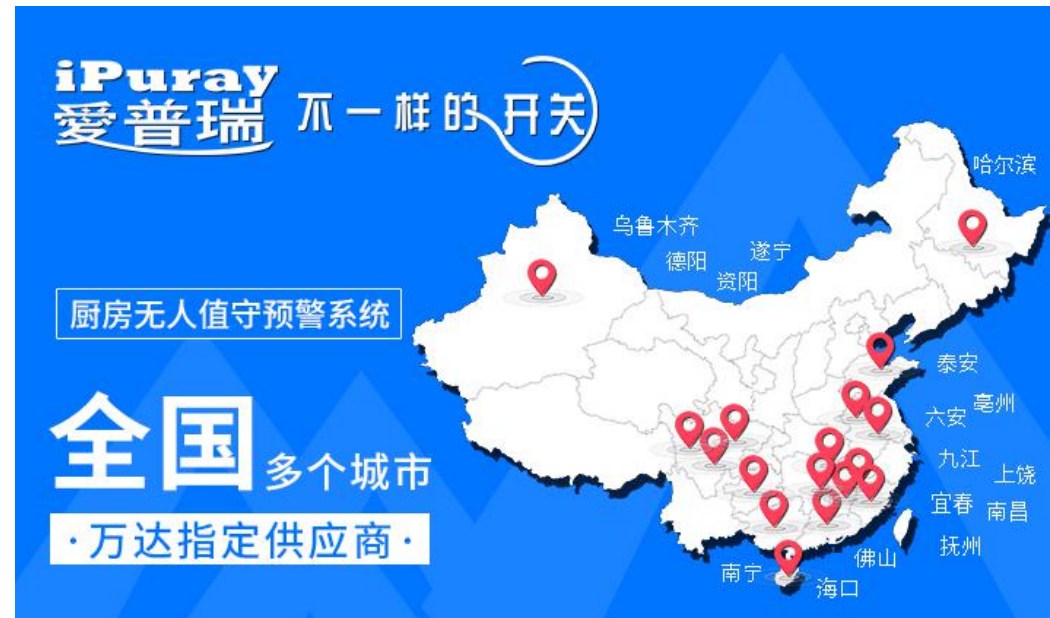 iPuray
爱普瑞
不一样的开关
哈尔滨
乌鲁木齐
遂宁
德阳
资阳
厨房无人值守预警系统
泰安
亳州
六安
全国多个城市
九江
上饶
宜春
南昌
·万达指定供应商·
抚州
佛山
南宁
海口